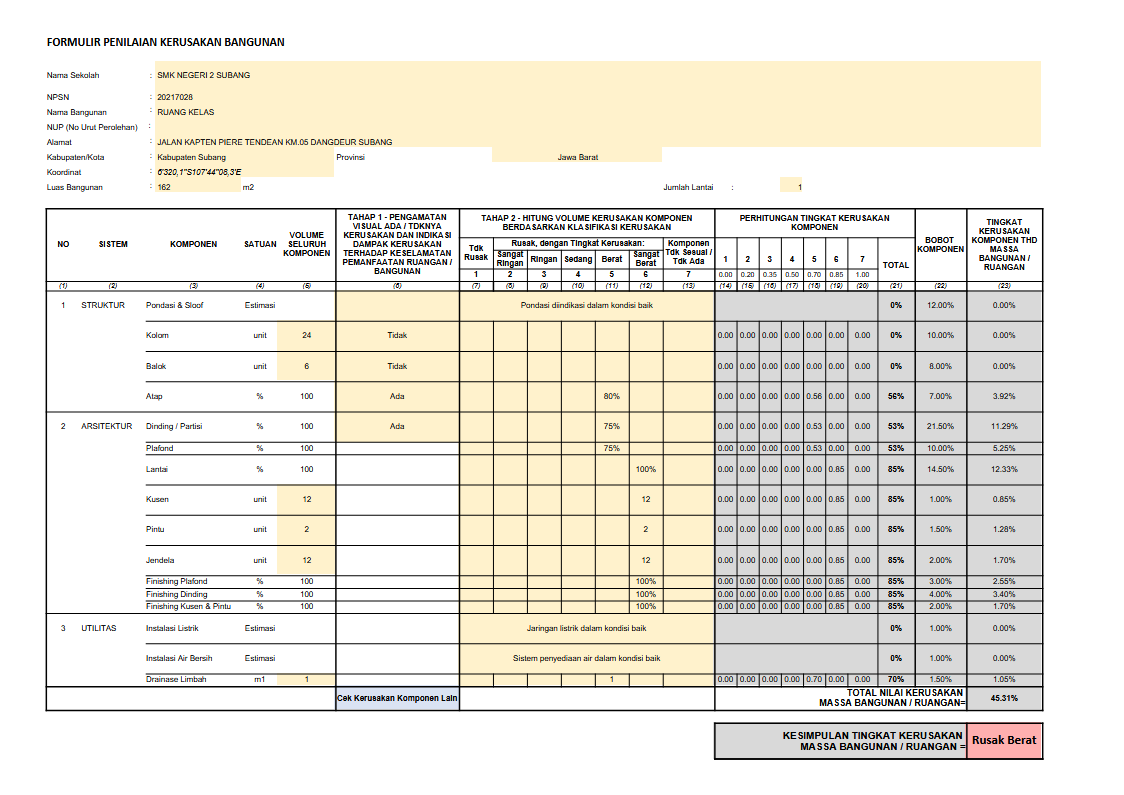 FORMULIR PENILAIAN KERUSAKAN BANGUNAN
Nama Sekolah : SMK NEGERI 2 SUBANG
NPSN : 20217028
Nama Bangunan : RUANG KELAS
NUP (No Urut Perolehan) :
Alamat : JALAN KAPTEN PIERE TENDEAN KM.05 DANGDEUR SUBANG
Kabupaten/Kota : Kabupaten Subang Provinsi Jawa Barat
Koordinat : 6'320,1"S107'44"08,3'E
Luas Bangunan : 162 m2 Jumlah Lantai : 1
NO SISTEM KOMPONEN SATUAN VOLUME SELURUH KOMPONEN TAHAP 1 - PENGAMATAN VISUAL ADA / TDKNYA KERUSAKAN DAN INDIKASI DAMPAK KERUSAKAN TERHADAP KESELAMATAN PEMANFAATAN RUANGAN / BANGUNAN TAHAP 2 - HITUNG VOLUME KERUSAKAN KOMPONEN BERDASARKAN KLASIFIKASI KERUSAKAN PERHITUNGAN TINGKAT KERUSAKAN KOMPONEN BOBOT KOMPONEN TINGKAT KERUSAKAN KOMPONEN THD MASSA BANGUNAN / RUANGAN
Tdk Rusak Rusak, dengan Tingkat Kerusakan: Komponen Tdk Sesuai / Tdk Ada
Sangat Ringan Ringan Sedang Berat Sangat Berat
1 2 3 4 5 6 7 1 2 3 4 5 6 7 TOTAL
0.00 0.20 0.35 0.50 0.70 0.85 1.00
(1) (2) (3) (4) (5) (6) (7) (8) (9) (10) (11) (12) (13) (14) (15) (16) (17) (18) (19) (20) (21) (22) (23)
1 STRUKTUR Pondasi & Sloof Estimasi Pondasi diindikasi dalam kondisi baik 0% 12.00% 0.00%
Kolom unit 24 Tidak 0.00 0.00 0.00 0.00 0.00 0.00 0.00 0% 10.00% 0.00%
Balok unit 6 Tidak 0.00 0.00 0.00 0.00 0.00 0.00 0.00 0% 8.00% 0.00%
Atap % 100 Ada 80% 0.00 0.00 0.00 0.00 0.56 0.00 0.00 56% 7.00% 3.92%
2 ARSITEKTUR Dinding / Partisi % 100 Ada 75% 0.00 0.00 0.00 0.00 0.53 0.00 0.00 53% 21.50% 11.29%
Plafond % 100 75% 0.00 0.00 0.00 0.00 0.53 0.00 0.00 53% 10.00% 5.25%
Lantai % 100 100% 0.00 0.00 0.00 0.00 0.00 0.85 0.00 85% 14.50% 12.33%
Kusen unit 12 12 0.00 0.00 0.00 0.00 0.00 0.85 0.00 85% 1.00% 0.85%
Pintu unit 2 2 0.00 0.00 0.00 0.00 0.00 0.85 0.00 85% 1.50% 1.28%
Jendela unit 12 12 0.00 0.00 0.00 0.00 0.00 0.85 0.00 85% 2.00% 1.70%
Finishing Plafond % 100 100% 0.00 0.00 0.00 0.00 0.00 0.85 0.00 85% 3.00% 2.55%
Finishing Dinding % 100 100% 0.00 0.00 0.00 0.00 0.00 0.85 0.00 85% 4.00% 3.40%
Finishing Kusen & Pintu % 100 100% 0.00 0.00 0.00 0.00 0.00 0.85 0.00 85% 2.00% 1.70%
3 UTILITAS Instalasi Listrik Estimasi Jaringan listrik dalam kondisi baik 0% 1.00% 0.00%
Instalasi Air Bersih Estimasi Sistem penyediaan air dalam kondisi baik 0% 1.00% 0.00%
Drainase Limbah m1 1 1 0.00 0.00 0.00 0.00 0.70 0.00 0.00 70% 1.50% 1.05%
Cek Kerusakan Komponen Lain TOTAL NILAI KERUSAKAN MASSA BANGUNAN / RUANGAN= 45.31%
KESIMPULAN TINGKAT KERUSAKAN MASSA BANGUNAN / RUANGAN = Rusak Berat